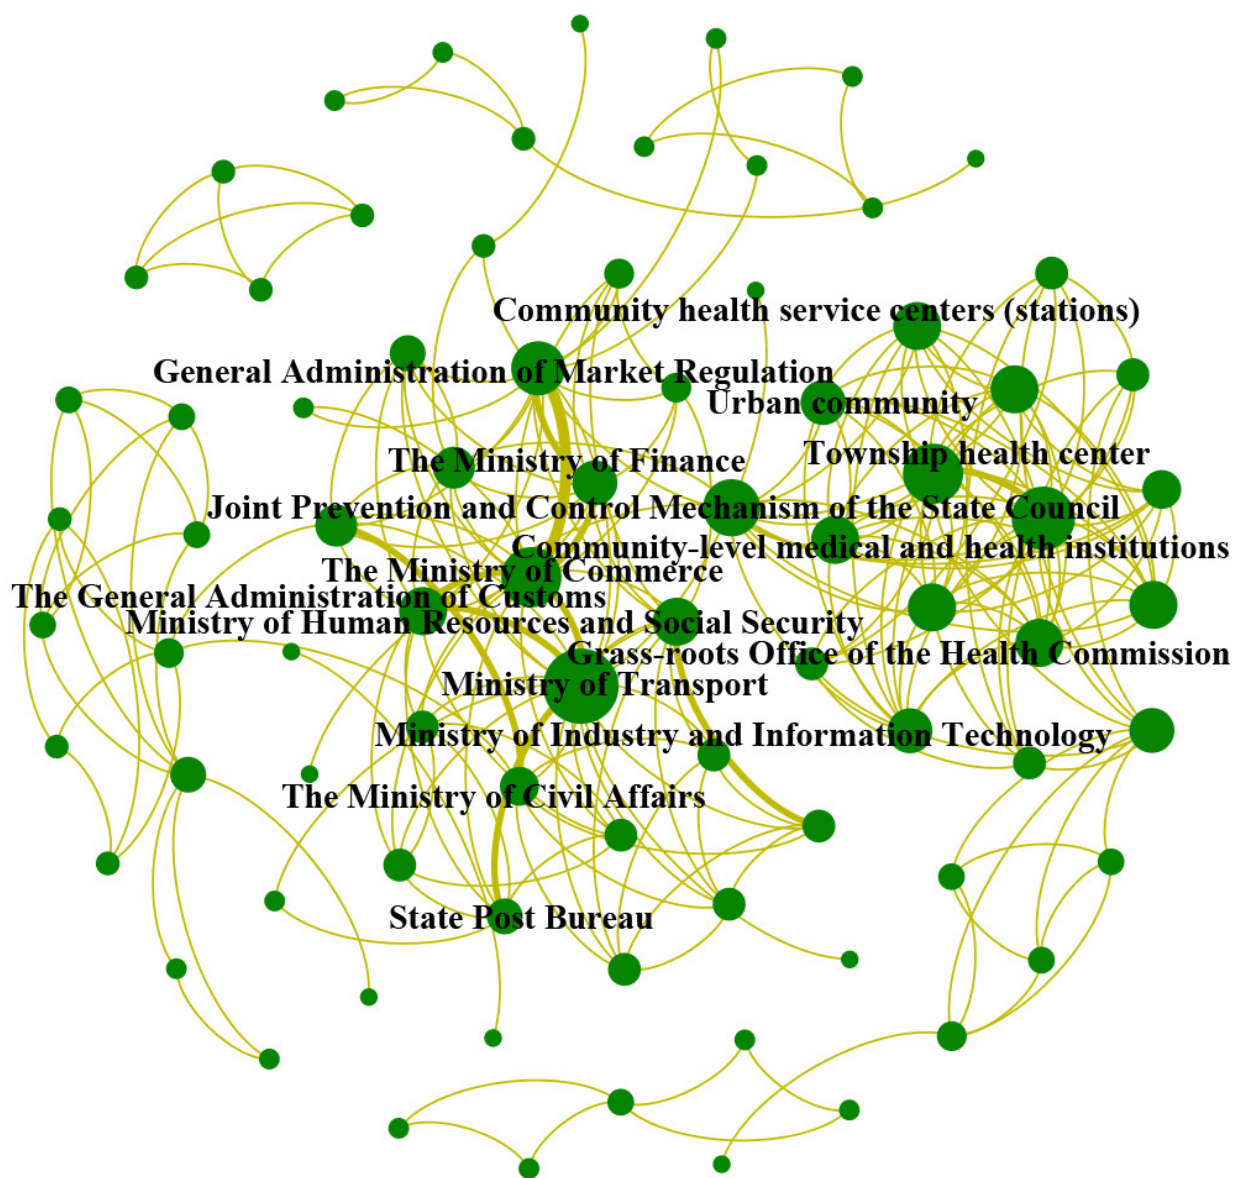 Community health service centers (stations)
General Administration of Market Regulation
Urban community
Township health center
The Ministry of Finance
Joint Prevention and Control Mechanism of the State Council
Community-level medical and health institutions
The Ministry of Commerce
The General Administration of Customs
Ministry of Human Resources and Social Security
Grass-roots Office of the Health Commission
Ministry of Transport
Ministry of Industry and Information Technology
The Ministry of Civil Affairs
State Post Bureau